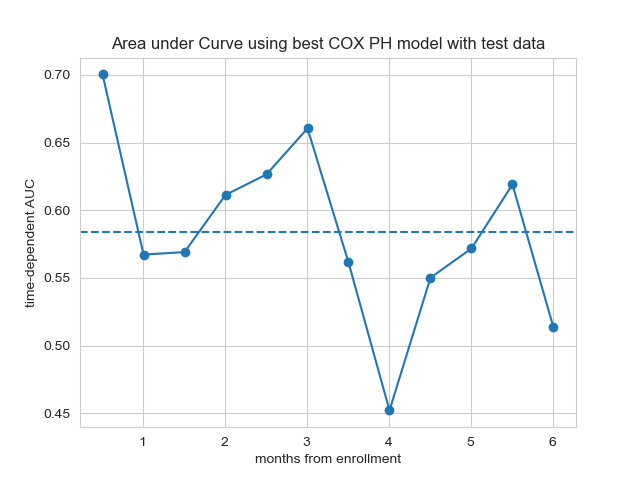 Area under Curve using best COX PH model with test data
time-dependent AUC
0.70
0.65
0.60
0.55
0.50
0.45
1 2 3 4 5 6
months from enrollment